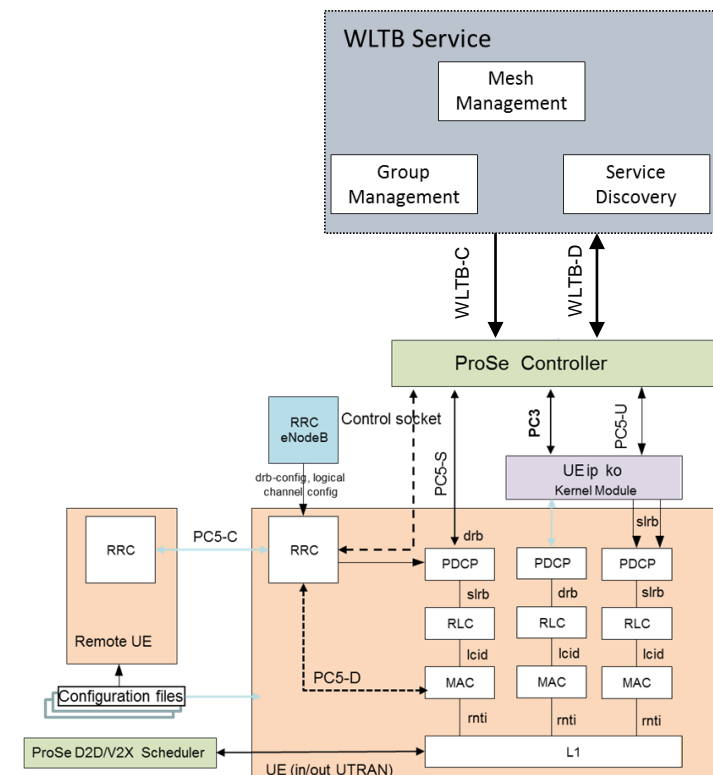 WLTB Service
Mesh
Management
Group
Management
Service
Discovery
WLTB-C
WLTB-D
ProSe Controller
RRC
eNodeB
Control socket
PC5-S
PC3
PC5-U
UEip ko
Kernel Module
drb-config, logical
channel config
slrb
RRC
PC5-C
RRC
drb
PDCP
PDCP
PDCP
slrb
drb
slrb
RLC
RLC
RLC
Remote UE
lcid
lcid
lcid
PC5-D
MAC
MAC
MAC
Configuration files
rnti
rnti
rnti
ProSe D2D/V2X Scheduler
L1
UE (in/out UTRAN)